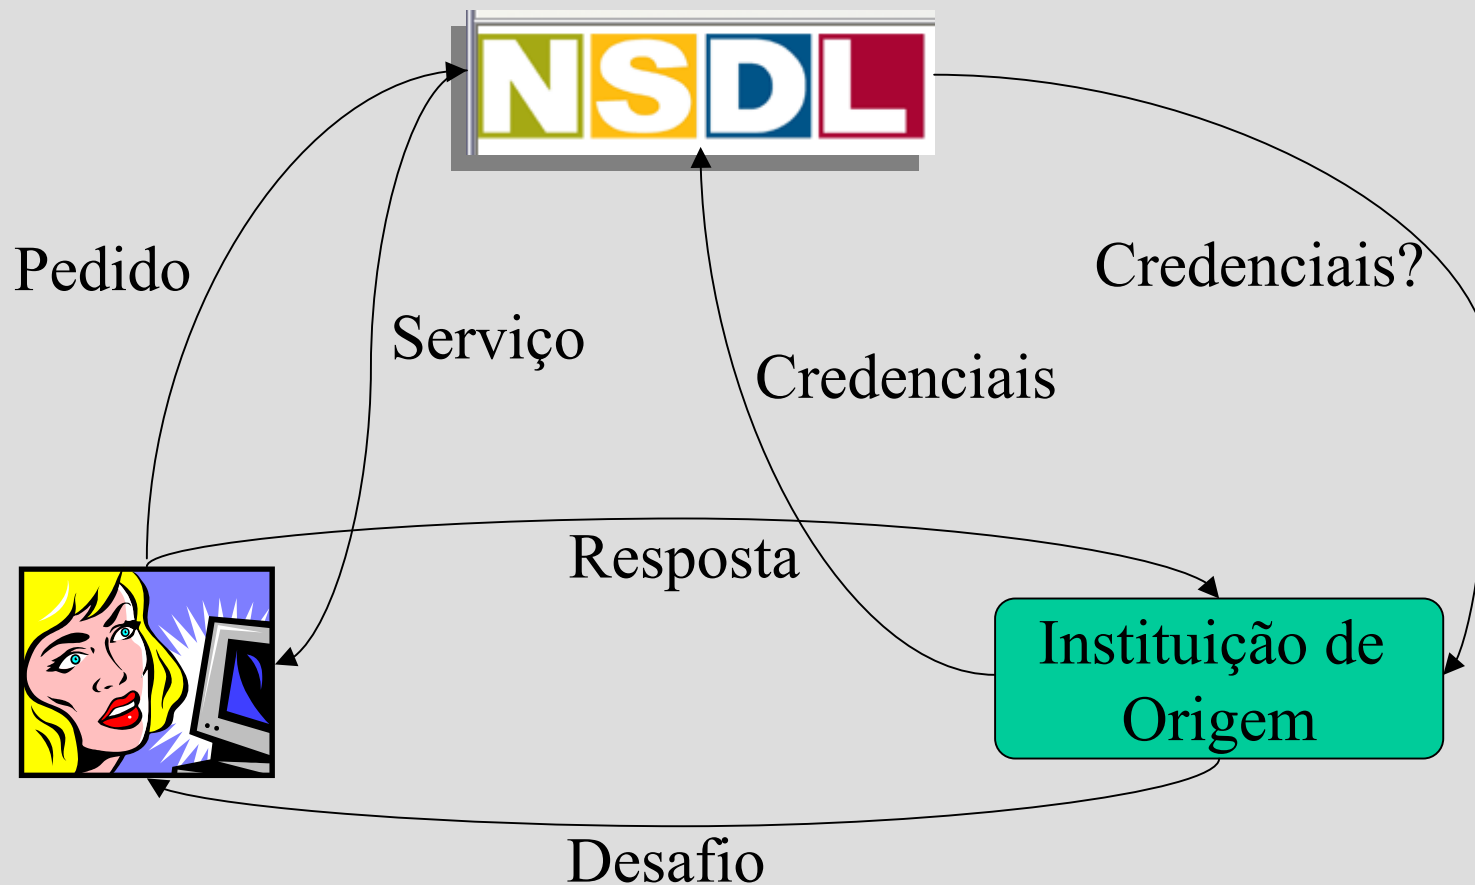 NSDL
Pedido
Credenciais?
Serviço
Credenciais
Resposta
Instituição de
Origem
Desafio